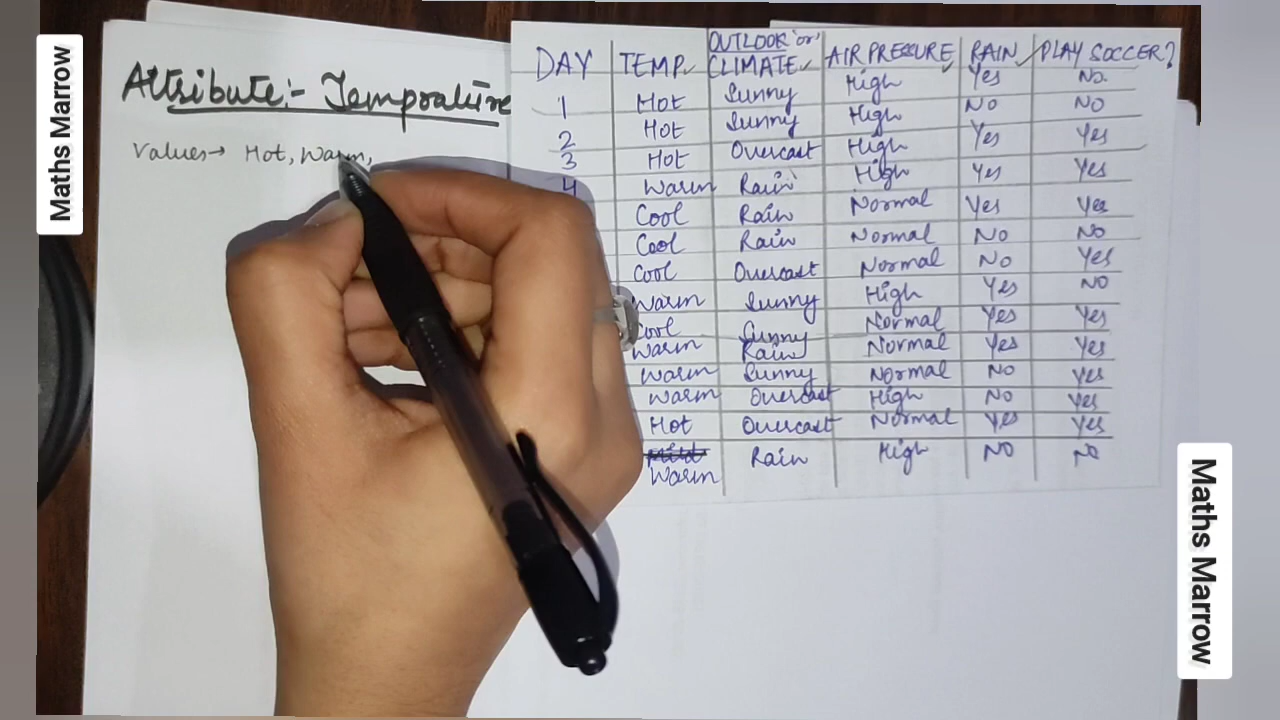 Maths Marrow
Attribute:- Temprature
Values→ Hot, Warm,
DAY TEMP. OUTLOOK 'or' CLIMATE AIR PRESSURE RAIN PLAY SOCCER?
1 Hot Sunny High Yes No
2 Hot Sunny High No No
3 Hot Overcast High Yes Yes
4 Warm Rain High Yes Yes
Cool Rain Normal Yes Yes
Cool Rain Normal No No
Cool Overcast Normal No Yes
Warm Sunny High Yes No
Cool Sunny Normal Yes Yes
Warm Rain Normal Yes Yes
Warm Sunny Normal No Yes
Warm Overcast High No Yes
Hot Overcast Normal Yes Yes
Warm Rain High No No
Maths Marrow